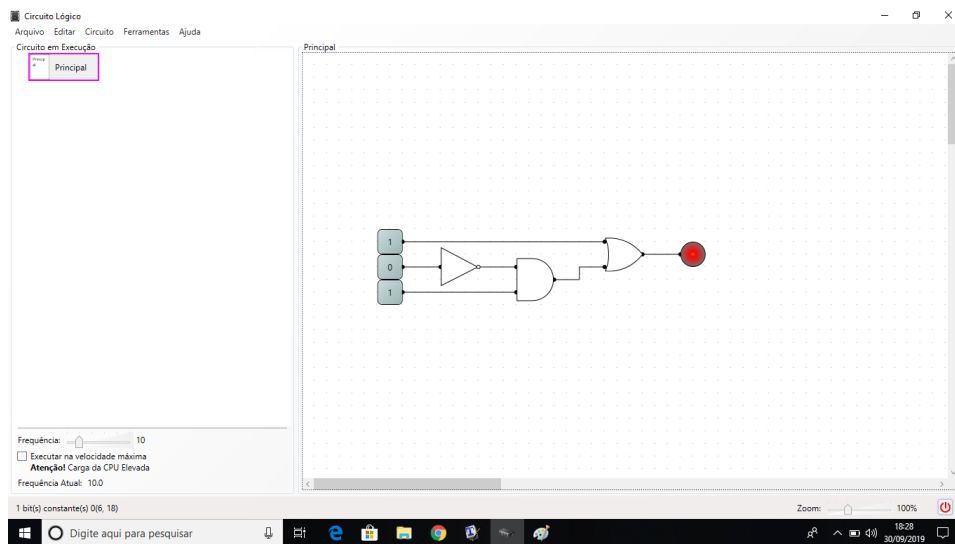 Circuito Lógico
Arquivo Editar Circuito Ferramentas Ajuda
Circuito em Execução
Princip
al
Principal
Principal
1
0
1
Frequência: 10
Executar na velocidade máxima
Atenção! Carga da CPU Elevada
Frequência Atual: 10.0
1 bit(s) constante(s) 0(6, 18)
Zoom: 100%
Digite aqui para pesquisar
18:28
30/09/2019